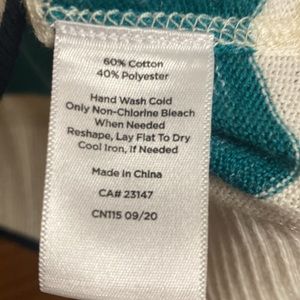 60% Cotton
40% Polyester
Hand Wash Cold
Only Non-Chlorine Bleach
When Needed
Reshape, Lay Flat To Dry
Cool Iron, If Needed
Made in China
CA# 23147
CN115 09/20